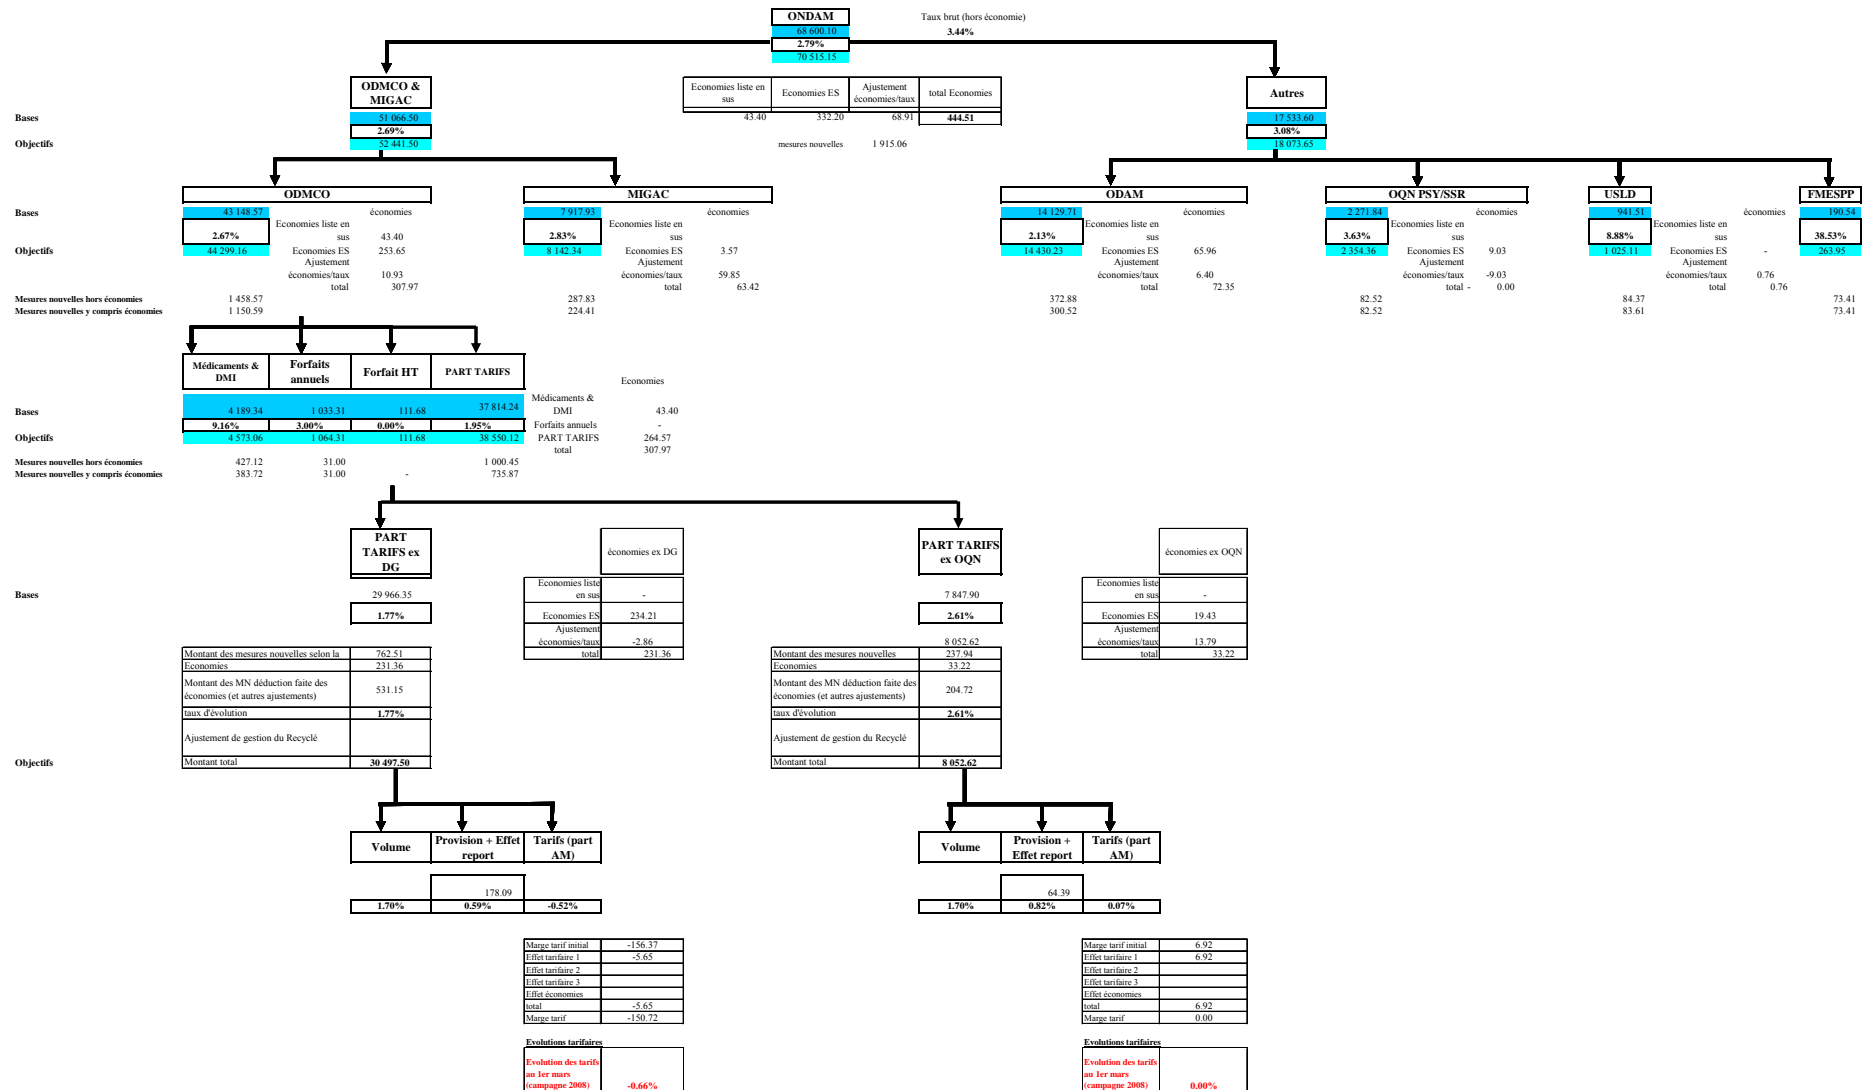 ONDAM Taux brut (hors économie)
68 600.10 3.44%
2.79%
70 515.15
ODMCO &
MIGAC
Economies liste en
sus
Economies ES
Ajustement
économies/taux
total Economies
Autres
Bases 51 066.50 43.40 332.20 68.91 444.51 17 533.60
2.69% 3.08%
Objectifs 52 441.50 mesures nouvelles 1 915.06 18 073.65
ODMCO MIGAC ODAM OQN PSY/SSR USLD FMESPP
Bases 43 148.57 économies 7 917.93 économies 14 129.71 économies 2 271.84 économies 941.51 économies 190.54
Economies liste en Economies liste en Economies liste en Economies liste en Economies liste en
2.67% sus 43.40 2.83% sus 2.13% sus 3.63% sus 8.88% sus 38.53%
Objectifs 44 299.16 Economies ES 253.65 8 142.34 Economies ES 3.57 14 430.23 Economies ES 65.96 2 354.36 Economies ES 9.03 1 025.11 Economies ES - 263.95
Ajustement Ajustement Ajustement Ajustement Ajustement
économies/taux 10.93 économies/taux 59.85 économies/taux 6.40 économies/taux -9.03 économies/taux 0.76
total 307.97 total 63.42 total 72.35 total - 0.00 total 0.76
Mesures nouvelles hors économies 1 458.57 287.83 372.88 82.52 84.37 73.41
Mesures nouvelles y compris économies 1 150.59 224.41 300.52 82.52 83.61 73.41
Médicaments &
DMI
Forfaits
annuels
Forfait HT PART TARIFS
Economies
Médicaments &
Bases 4 189.34 1 033.31 111.68 37 814.24 DMI 43.40
9.16% 3.00% 0.00% 1.95% Forfaits annuels -
Objectifs 4 573.06 1 064.31 111.68 38 550.12 PART TARIFS 264.57
total 307.97
Mesures nouvelles hors économies 427.12 31.00 1 000.45
Mesures nouvelles y compris économies 383.72 31.00 - 735.87
PART
TARIFS ex
DG
économies ex DG
PART TARIFS
ex OQN
économies ex OQN
Economies liste Economies liste
Bases 29 966.35 en sus - 7 847.90 en sus -
1.77% Economies ES 234.21 2.61% Economies ES 19.43
Ajustement Ajustement
économies/taux -2.86 8 052.62 économies/taux 13.79
Montant des mesures nouvelles selon la 762.51 total 231.36 Montant des mesures nouvelles 237.94 total 33.22
Economies 231.36 Economies 33.22
Montant des MN déduction faite des
économies (et autres ajustements)
531.15
Montant des MN déduction faite des
économies (et autres ajustements)
204.72
taux d'évolution 1.77% taux d'évolution 2.61%
Ajustement de gestion du Recyclé Ajustement de gestion du Recyclé
Objectifs Montant total 30 497.50 Montant total 8 052.62
Volume
Provision + Effet
report
Tarifs (part
AM)
Volume
Provision +
Effet report
Tarifs (part
AM)
178.09 64.39
1.70% 0.59% -0.52% 1.70% 0.82% 0.07%
Marge tarif initial -156.37 Marge tarif initial 6.92
Effet tarifaire 1 -5.65 Effet tarifaire 1 6.92
Effet tarifaire 2 Effet tarifaire 2
Effet tarifaire 3 Effet tarifaire 3
Effet économies Effet économies
total -5.65 total 6.92
Marge tarif -150.72 Marge tarif 0.00
Evolutions tarifaires Evolutions tarifaires
Evolution des tarifs
au 1er mars
(campagne 2008) -0.66%
Evolution des tarifs
au 1er mars
(campagne 2008) 0.00%